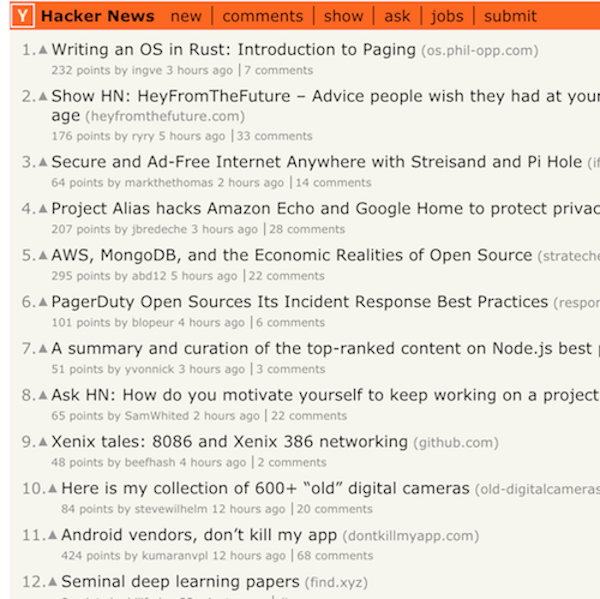 Y Hacker News new | comments | show | ask | jobs | submit
1. Writing an OS in Rust: Introduction to Paging (os.phil-opp.com)
232 points by ingve 3 hours ago | 7 comments
2. Show HN: HeyFromTheFuture – Advice people wish they had at your
age (heyfromthefuture.com)
176 points by ryry 5 hours ago | 33 comments
3. Secure and Ad-Free Internet Anywhere with Streisand and Pi Hole (if
64 points by markthethomas 2 hours ago | 14 comments
4. Project Alias hacks Amazon Echo and Google Home to protect privac
207 points by jbredeche 3 hours ago | 28 comments
5. AWS, MongoDB, and the Economic Realities of Open Source (strateche
295 points by abd12 5 hours ago | 22 comments
6. PagerDuty Open Sources Its Incident Response Best Practices (respon
101 points by blopeur 4 hours ago | 6 comments
7. A summary and curation of the top-ranked content on Node.js best
51 points by yvonnick 3 hours ago | 3 comments
8. Ask HN: How do you motivate yourself to keep working on a project
65 points by SamWhited 2 hours ago | 22 comments
9. Xenix tales: 8086 and Xenix 386 networking (github.com)
48 points by beefhash 4 hours ago | 2 comments
10. Here is my collection of 600+ “old” digital cameras (old-digitalcameras
84 points by stevewilhelm 12 hours ago | 20 comments
11. Android vendors, don’t kill my app (dontkillmyapp.com)
424 points by kumaranvpl 12 hours ago | 68 comments
12. Seminal deep learning papers (find.xyz)